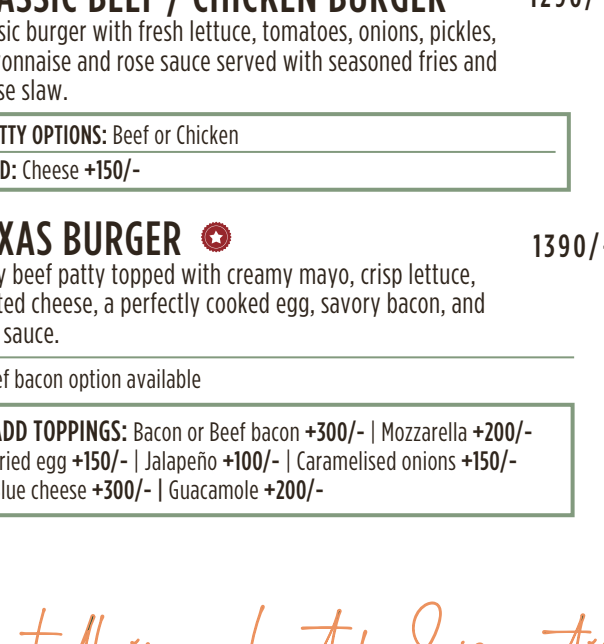 ASSIC BEEF / CHICKEN BURGER 1290/
sic burger with fresh lettuce, tomatoes, onions, pickles,
onnaise and rose sauce served with seasoned fries and
se slaw.
TTY OPTIONS: Beef or Chicken
D: Cheese +150/-
XAS BURGER 1390/-
y beef patty topped with creamy mayo, crisp lettuce,
ted cheese, a perfectly cooked egg, savory bacon, and
sauce.
ef bacon option available
ADD TOPPINGS: Bacon or Beef bacon +300/- | Mozzarella +200/-
ried egg +150/- | Jalapeño +100/- | Caramelised onions +150/-
lue cheese +300/- | Guacamole +200/-